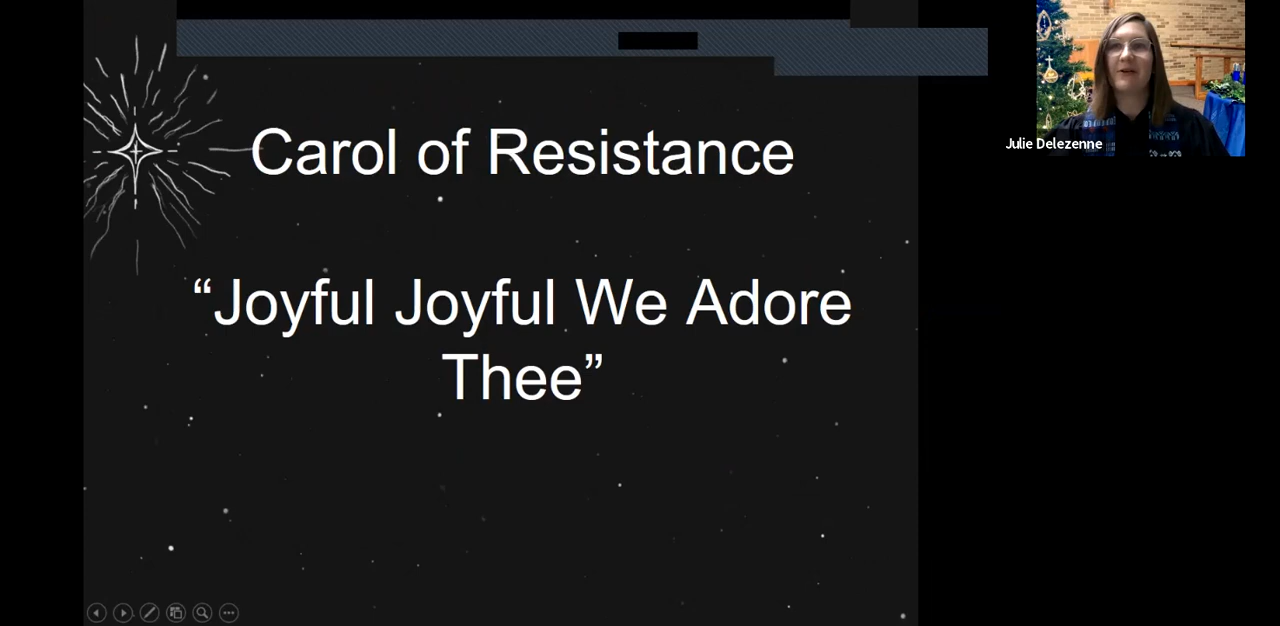 Carol of Resistance
“Joyful Joyful We Adore
Thee”
Julie Delezenne